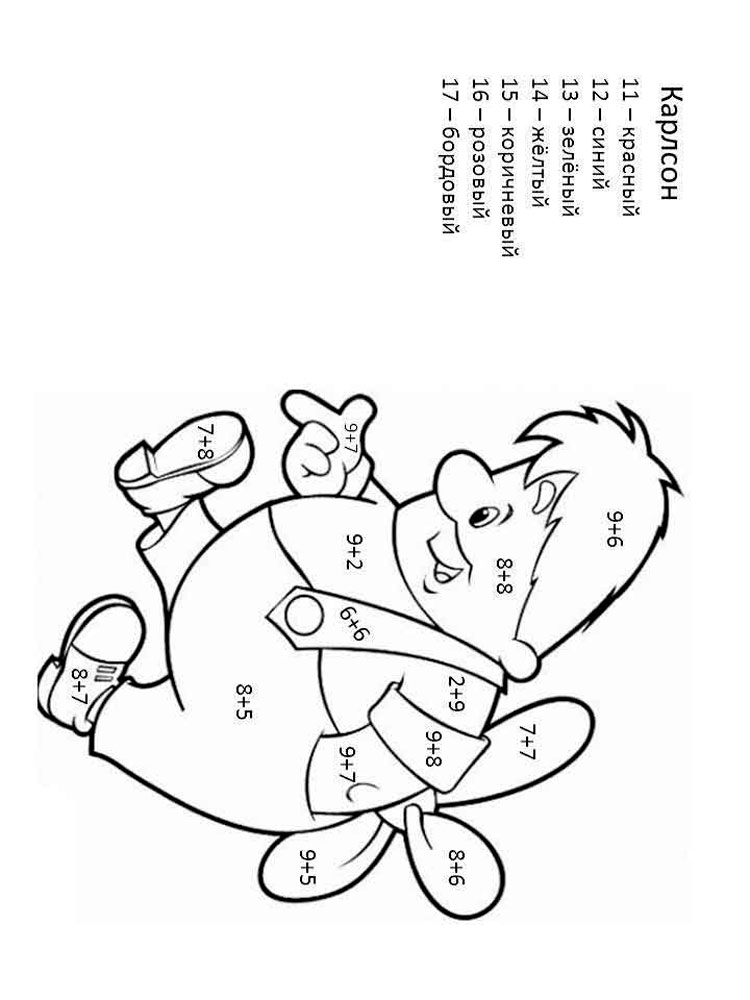 Карлсон
11 – красный
12 – синий
13 – зелёный
14 – жёлтый
15 – коричневый
16 – розовый
17 – бордовый
9+6
8+8
9+7
7+8
9+2
6+6
2+9
7+7
9+8
9+7
8+5
8+7
8+6
9+5